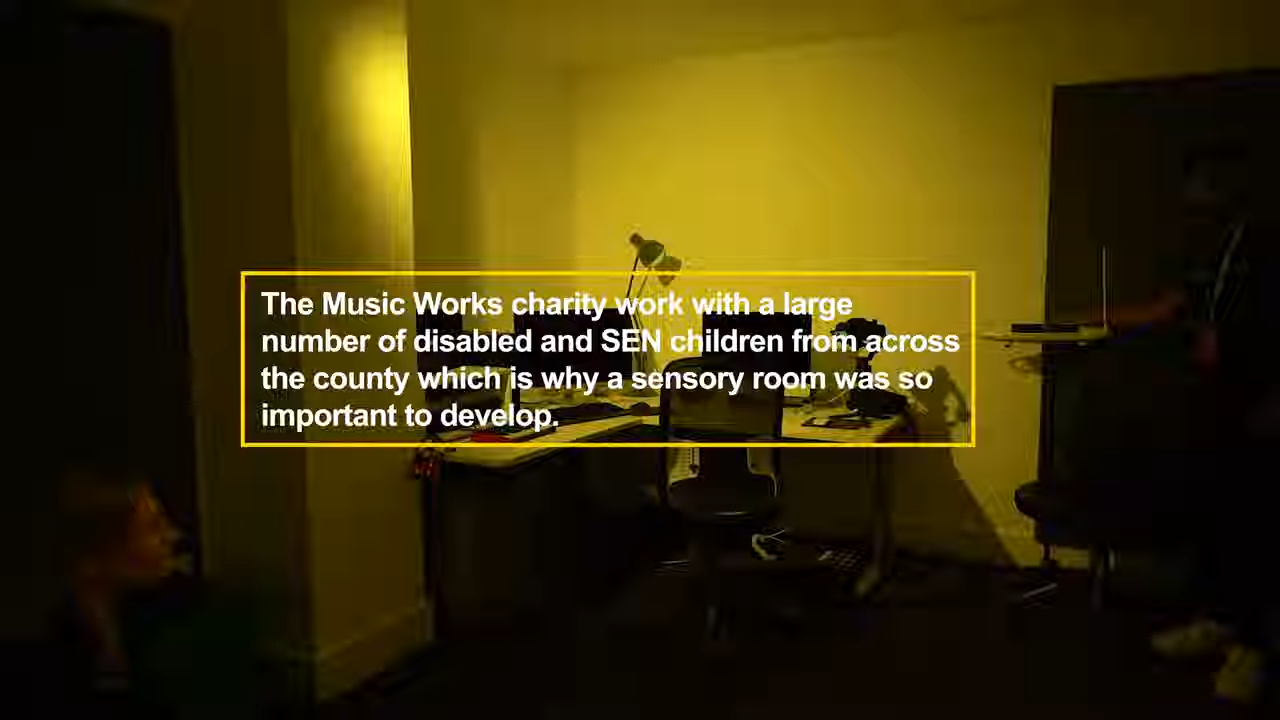 The Music Works charity work with a large
number of disabled and SEN children from across
the county which is why a sensory room was so
important to develop.